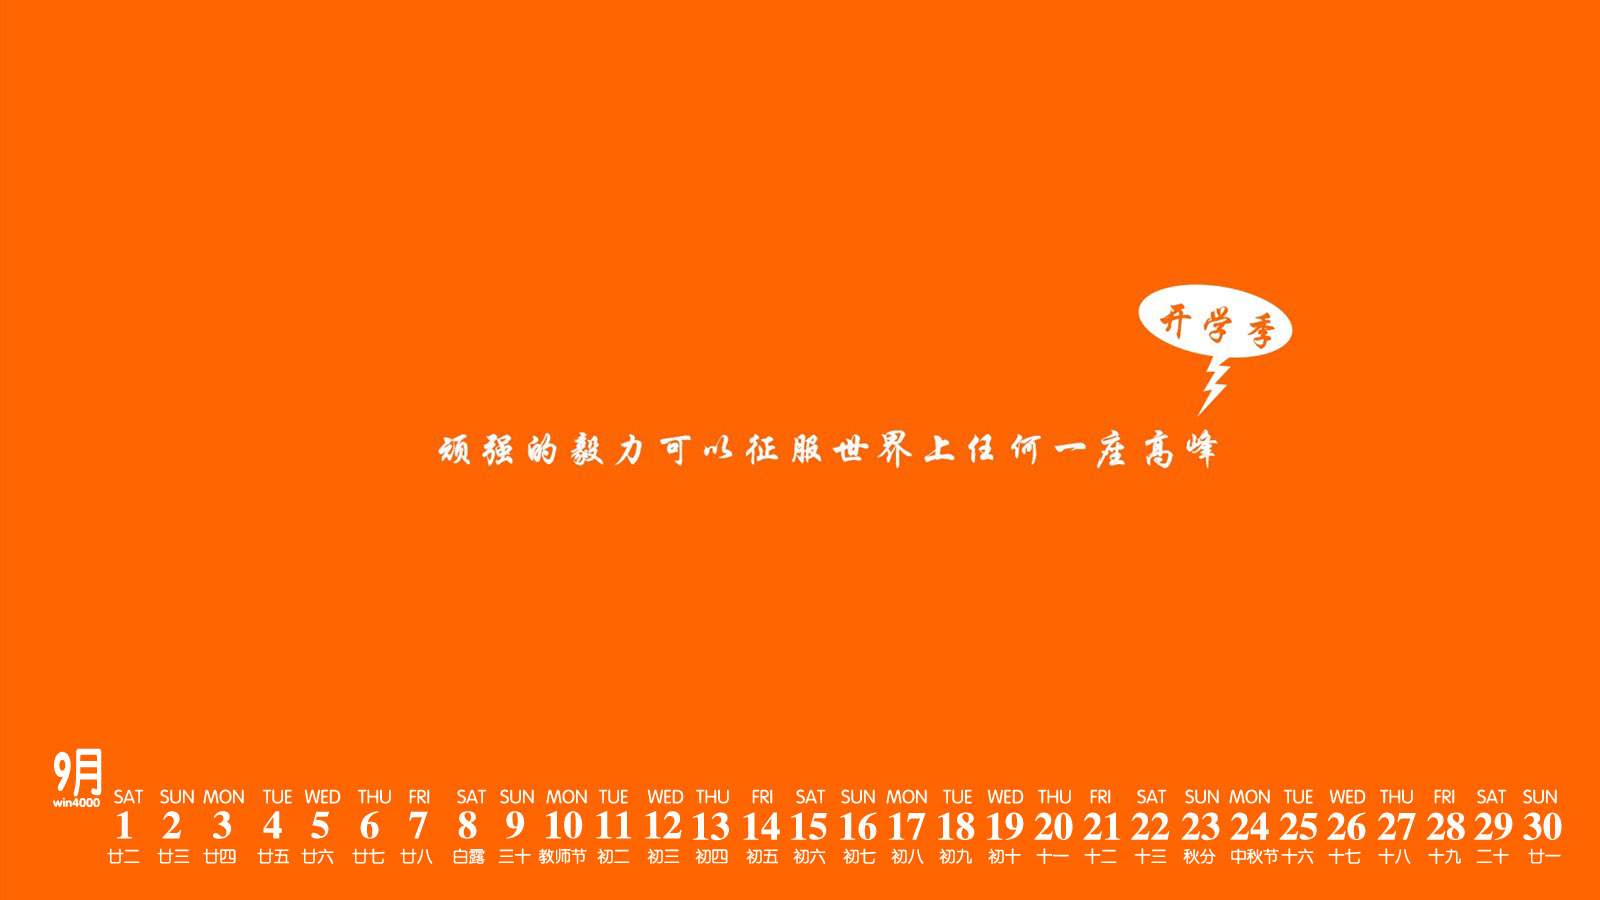 开学季
顽强的毅力可以征服世界上任何一座高峰
9月
win4000
SAT SUN MON TUE WED THU FRI SAT SUN MON TUE WED THU FRI SAT SUN MON TUE WED THU FRI SAT SUN MON TUE WED THU FRI SAT SUN
1 2 3 4 5 6 7 8 9 10 11 12 13 14 15 16 17 18 19 20 21 22 23 24 25 26 27 28 29 30
廿二 廿三 廿四 廿五 廿六 廿七 廿八 白露 三十 教师节 初二 初三 初四 初五 初六 初七 初八 初九 初十 十一 十二 十三 秋分 中秋节 十六 十七 十八 十九 二十 廿一